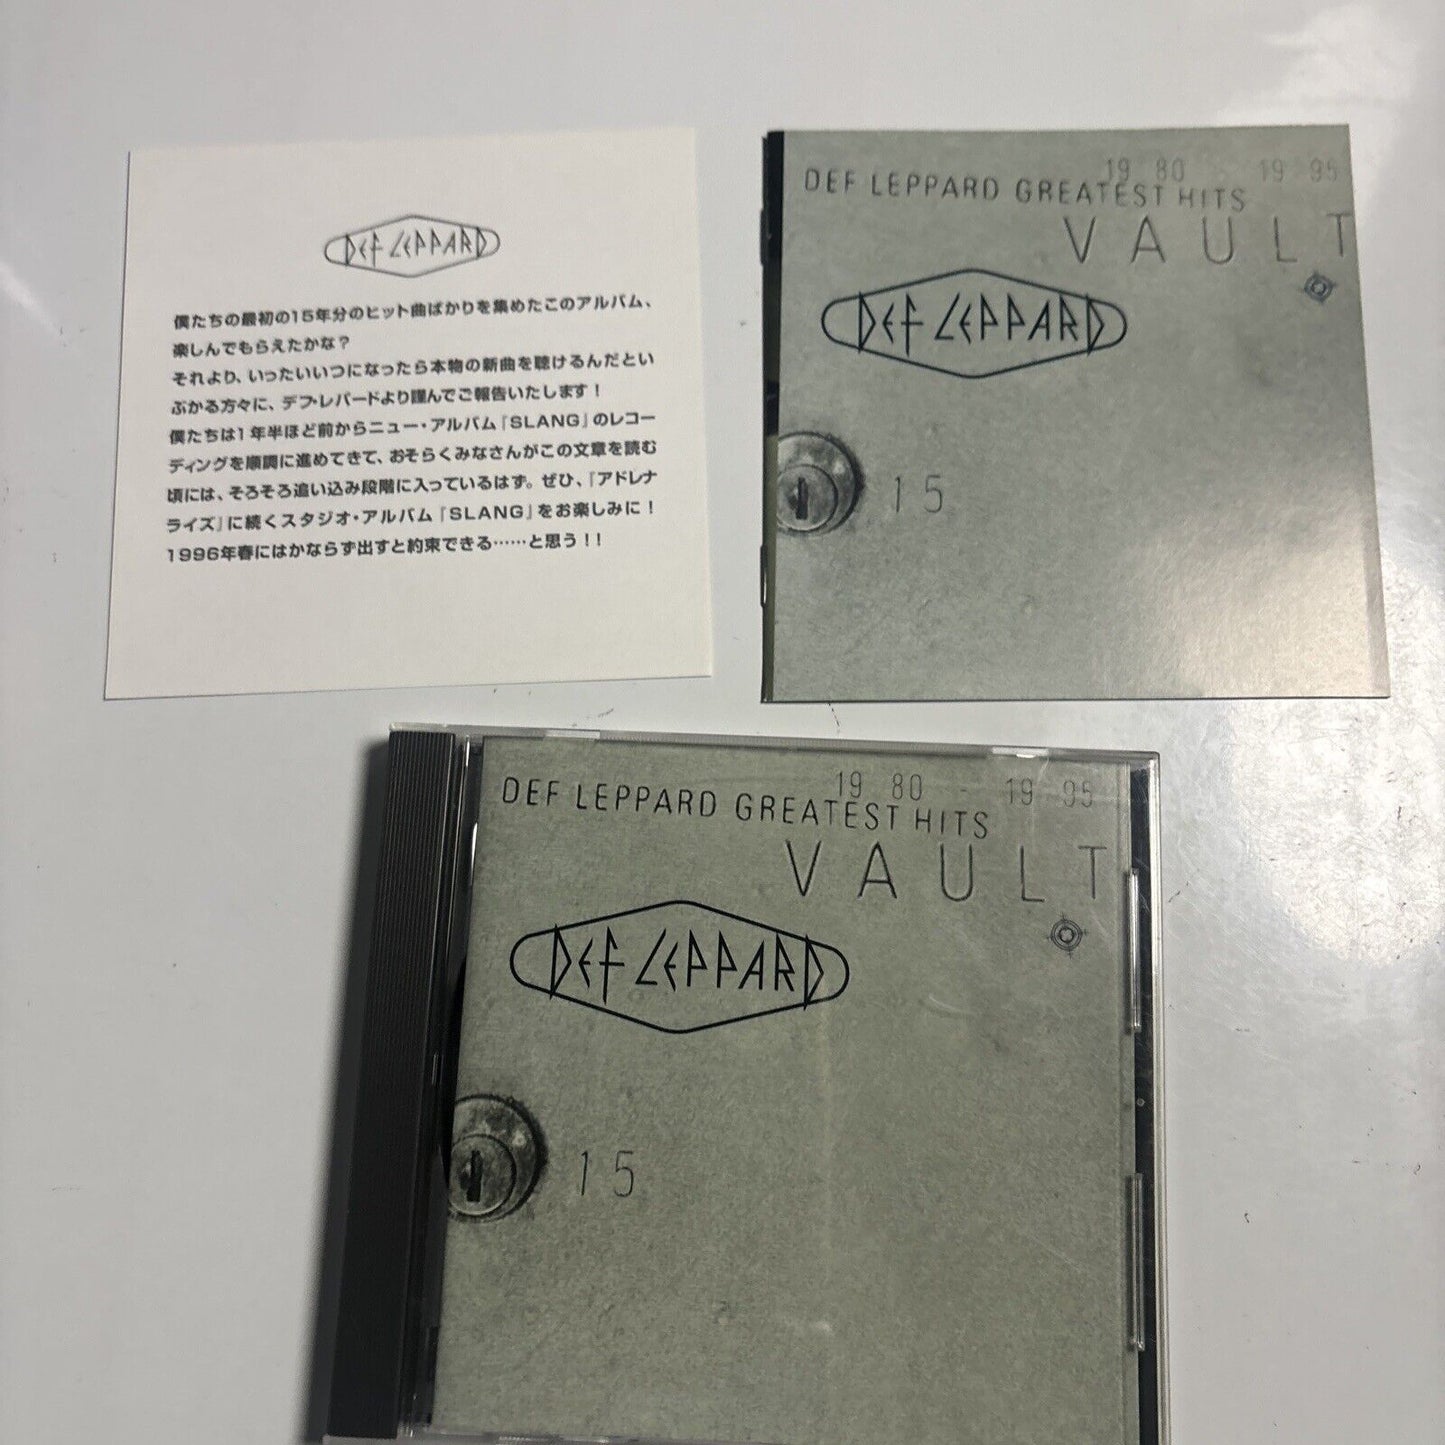 DEF LEPPARD
僕たちの最初の15年分のヒット曲ばかりを集めたこのアルバム、
楽しんでもらえたかな？
それより、いったいいつになったら本物の新曲を聴けるんだとい
ぶかる方々に、デフ・レパードより謹んでご報告いたします！
僕たちは1年半ほど前からニュー・アルバム『SLANG』のレコー
ディングを順調に進めてきて、おそらくみなさんがこの文章を読む
頃には、そろそろ追い込み段階に入っているはず。ぜひ、『アドレナ
ライズ』に続くスタジオ・アルバム『SLANG』をお楽しみに！
1996年春にはかならず出すと約束できる……と思う！！
19 80 - 19 95
DEF LEPPARD GREATEST HITS
VAULT
DEF LEPPARD
15
19 80 - 19 95
DEF LEPPARD GREATEST HITS
VAULT
DEF LEPPARD
15